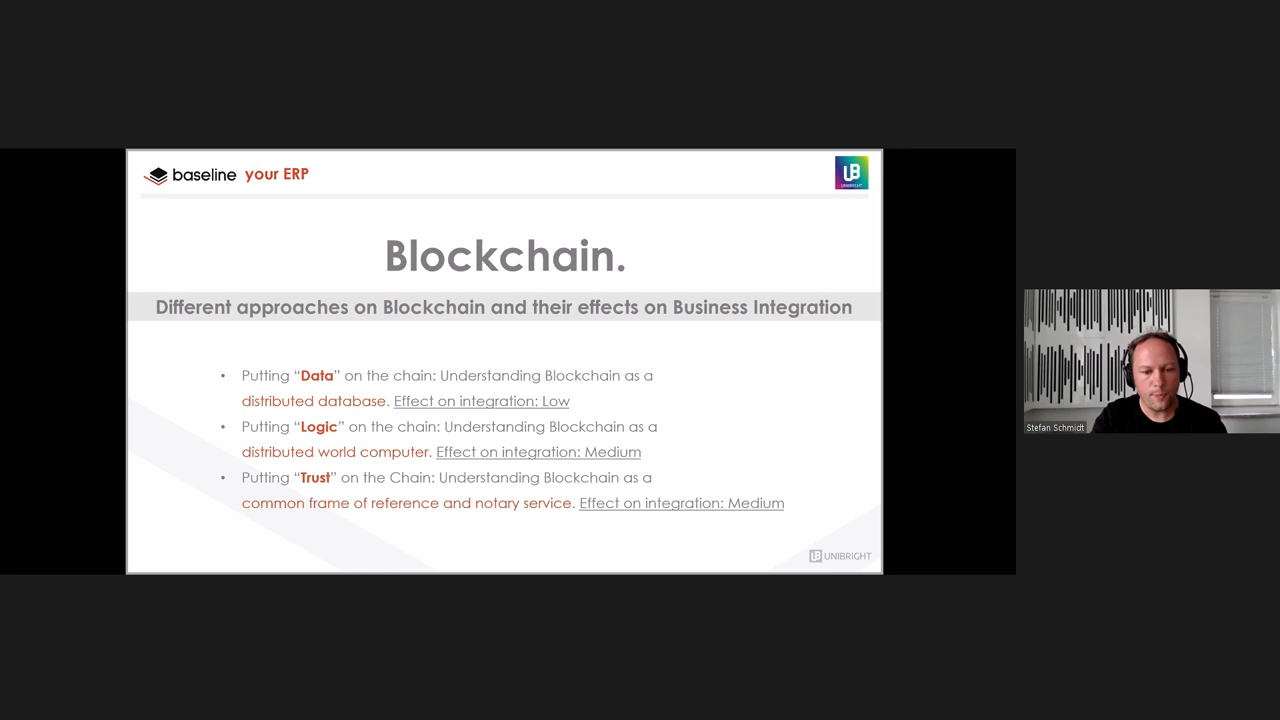 baseline your ERP
UB
UNIBRIGHT
Blockchain.
Different approaches on Blockchain and their effects on Business Integration
• Putting “Data” on the chain: Understanding Blockchain as a
distributed database. Effect on integration: Low
• Putting “Logic” on the chain: Understanding Blockchain as a
distributed world computer. Effect on integration: Medium
• Putting “Trust” on the Chain: Understanding Blockchain as a
common frame of reference and notary service. Effect on integration: Medium
UB UNIBRIGHT
Stefan Schmidt